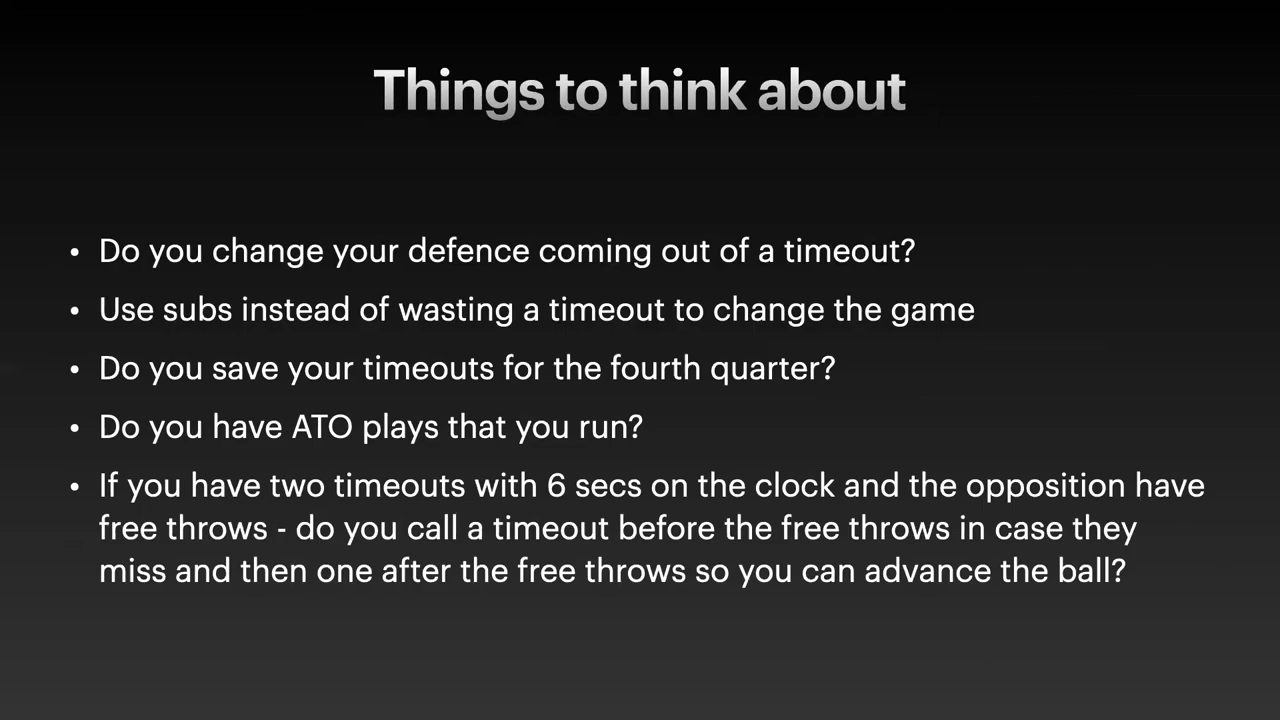 Things to think about
• Do you change your defence coming out of a timeout?
• Use subs instead of wasting a timeout to change the game
• Do you save your timeouts for the fourth quarter?
• Do you have ATO plays that you run?
• If you have two timeouts with 6 secs on the clock and the opposition have
free throws - do you call a timeout before the free throws in case they
miss and then one after the free throws so you can advance the ball?